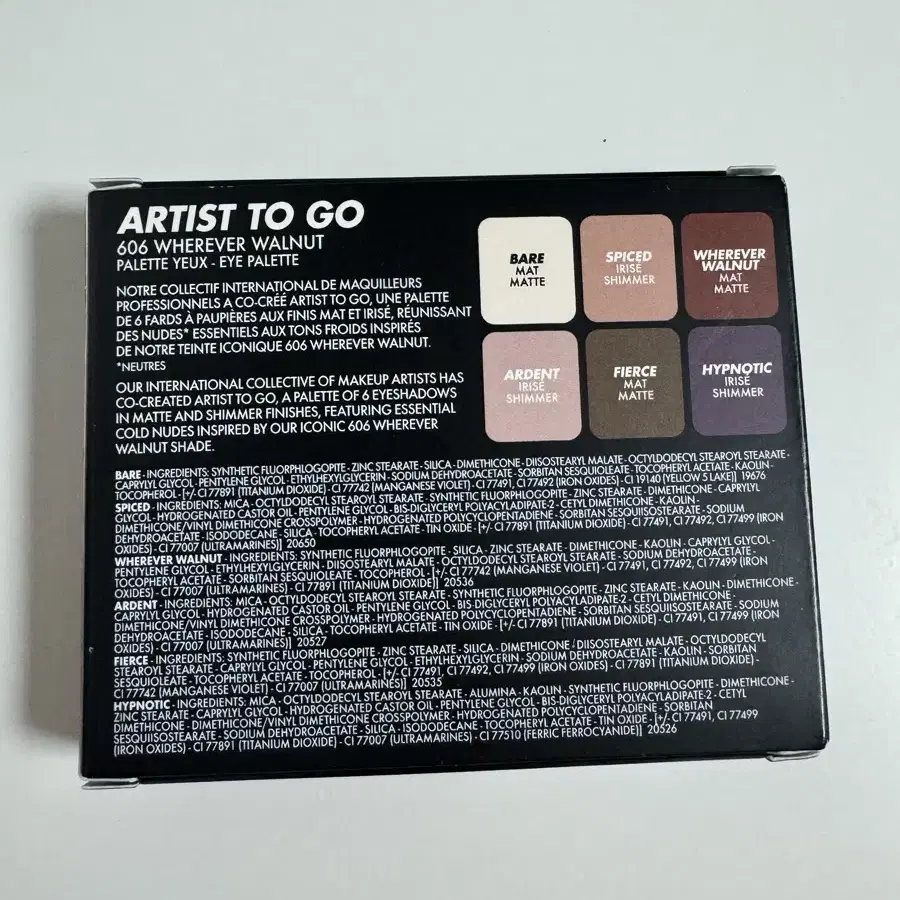 ARTIST TO GO
606 WHEREVER WALNUT
PALETTE YEUX - EYE PALETTE
NOTRE COLLECTIF INTERNATIONAL DE MAQUILLEURS
PROFESSIONNELS A CO-CRÉÉ ARTIST TO GO, UNE PALETTE
DE 6 FARDS À PAUPIÈRES AUX FINIS MAT ET IRISÉ, RÉUNISSANT
DES NUDES* ESSENTIELS AUX TONS FROIDS INSPIRÉS
DE NOTRE TEINTE ICONIQUE 606 WHEREVER WALNUT.
*NEUTRES
OUR INTERNATIONAL COLLECTIVE OF MAKEUP ARTISTS HAS
CO-CREATED ARTIST TO GO, A PALETTE OF 6 EYESHADOWS
IN MATTE AND SHIMMER FINISHES, FEATURING ESSENTIAL
COLD NUDES INSPIRED BY OUR ICONIC 606 WHEREVER
WALNUT SHADE.
BARE
MAT
MATTE
SPICED
IRISÉ
SHIMMER
WHEREVER
WALNUT
MAT
MATTE
ARDENT
IRISÉ
SHIMMER
FIERCE
MAT
MATTE
HYPNOTIC
IRISÉ
SHIMMER
BARE - INGREDIENTS: SYNTHETIC FLUORPHLOGOPITE - ZINC STEARATE - SILICA - DIMETHICONE - DIISOSTEARYL MALATE - OCTYLDODECYL STEAROYL STEARATE -
CAPRYLYL GLYCOL - PENTYLENE GLYCOL - ETHYLHEXYLGLYCERIN - SODIUM DEHYDROACETATE - SORBITAN SESQUIOLEATE - TOCOPHERYL ACETATE - KAOLIN -
TOCOPHEROL - [+/- CI 77891 (TITANIUM DIOXIDE) - CI 77742 (MANGANESE VIOLET) - CI 77491, CI 77492 (IRON OXIDES) - CI 19140 (YELLOW 5 LAKE)] 19676
SPICED - INGREDIENTS: MICA - OCTYLDODECYL STEAROYL STEARATE - SYNTHETIC FLUORPHLOGOPITE - ZINC STEARATE - DIMETHICONE - CAPRYLYL
GLYCOL - HYDROGENATED CASTOR OIL - PENTYLENE GLYCOL - BIS-DIGLYCERYL POLYACYLADIPATE-2 - CETYL DIMETHICONE - KAOLIN -
DIMETHICONE/VINYL DIMETHICONE CROSSPOLYMER - HYDROGENATED POLYCYCLOPENTADIENE - SORBITAN SESQUIISOSTEARATE - SODIUM
DEHYDROACETATE - ISODODECANE - SILICA - TOCOPHERYL ACETATE - TIN OXIDE - [+/- CI 77891 (TITANIUM DIOXIDE) - CI 77491, CI 77492, CI 77499 (IRON
OXIDES) - CI 77007 (ULTRAMARINES)] 20650
WHEREVER WALNUT - INGREDIENTS: SYNTHETIC FLUORPHLOGOPITE - SILICA - ZINC STEARATE - DIMETHICONE - KAOLIN - CAPRYLYL GLYCOL -
PENTYLENE GLYCOL - ETHYLHEXYLGLYCERIN - DIISOSTEARYL MALATE - OCTYLDODECYL STEAROYL STEARATE - SODIUM DEHYDROACETATE -
TOCOPHERYL ACETATE - SORBITAN SESQUIOLEATE - TOCOPHEROL - [+/- CI 77742 (MANGANESE VIOLET) - CI 77491, CI 77492, CI 77499 (IRON
OXIDES) - CI 77007 (ULTRAMARINES) - CI 77891 (TITANIUM DIOXIDE)] 20536
ARDENT - INGREDIENTS: MICA - OCTYLDODECYL STEAROYL STEARATE - SYNTHETIC FLUORPHLOGOPITE - ZINC STEARATE - KAOLIN - DIMETHICONE -
CAPRYLYL GLYCOL - HYDROGENATED CASTOR OIL - PENTYLENE GLYCOL - BIS-DIGLYCERYL POLYACYLADIPATE-2 - CETYL DIMETHICONE -
DIMETHICONE/VINYL DIMETHICONE CROSSPOLYMER - HYDROGENATED POLYCYCLOPENTADIENE - SORBITAN SESQUIISOSTEARATE - SODIUM
DEHYDROACETATE - ISODODECANE - SILICA - TOCOPHERYL ACETATE - TIN OXIDE - [+/- CI 77891 (TITANIUM DIOXIDE) - CI 77491, CI 77499 (IRON
OXIDES) - CI 77007 (ULTRAMARINES)] 20527
FIERCE - INGREDIENTS: SYNTHETIC FLUORPHLOGOPITE - ZINC STEARATE - SILICA - DIMETHICONE - DIISOSTEARYL MALATE - OCTYLDODECYL
STEAROYL STEARATE - CAPRYLYL GLYCOL - PENTYLENE GLYCOL - ETHYLHEXYLGLYCERIN - SODIUM DEHYDROACETATE - KAOLIN - SORBITAN
SESQUIOLEATE - TOCOPHERYL ACETATE - TOCOPHEROL - [+/- CI 77491, CI 77492, CI 77499 (IRON OXIDES) - CI 77891 (TITANIUM DIOXIDE) -
CI 77742 (MANGANESE VIOLET) - CI 77007 (ULTRAMARINES)] 20535
HYPNOTIC - INGREDIENTS: MICA - OCTYLDODECYL STEAROYL STEARATE - ALUMINA - KAOLIN - SYNTHETIC FLUORPHLOGOPITE - DIMETHICONE -
ZINC STEARATE - CAPRYLYL GLYCOL - HYDROGENATED CASTOR OIL - PENTYLENE GLYCOL - BIS-DIGLYCERYL POLYACYLADIPATE-2 - CETYL
DIMETHICONE - DIMETHICONE/VINYL DIMETHICONE CROSSPOLYMER - HYDROGENATED POLYCYCLOPENTADIENE - SORBITAN
SESQUIISOSTEARATE - SODIUM DEHYDROACETATE - SILICA - ISODODECANE - TOCOPHERYL ACETATE - TIN OXIDE - [+/- CI 77491, CI 77499
(IRON OXIDES) - CI 77891 (TITANIUM DIOXIDE) - CI 77007 (ULTRAMARINES) - CI 77510 (FERRIC FERROCYANIDE)] 20526